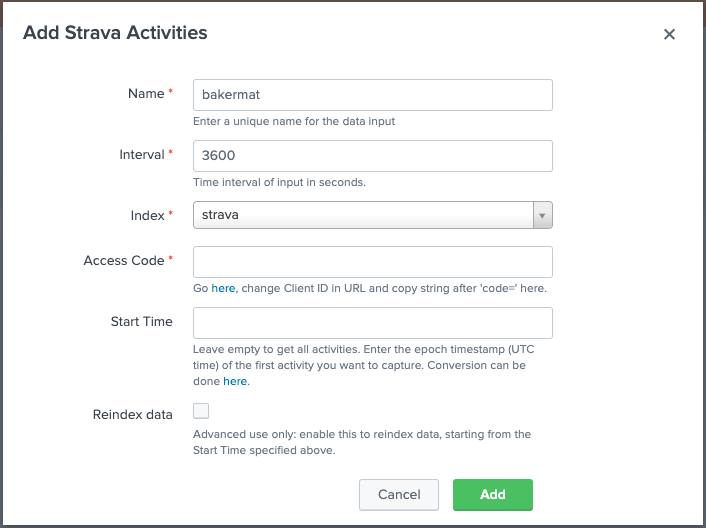 Add Strava Activities
Name *
bakermat
Enter a unique name for the data input
Interval *
3600
Time interval of input in seconds.
Index *
strava
Access Code *
Go here, change Client ID in URL and copy string after 'code=' here.
Start Time
Leave empty to get all activities. Enter the epoch timestamp (UTC
time) of the first activity you want to capture. Conversion can be
done here.
Reindex data
Advanced use only: enable this to reindex data, starting from the
Start Time specified above.
Cancel
Add